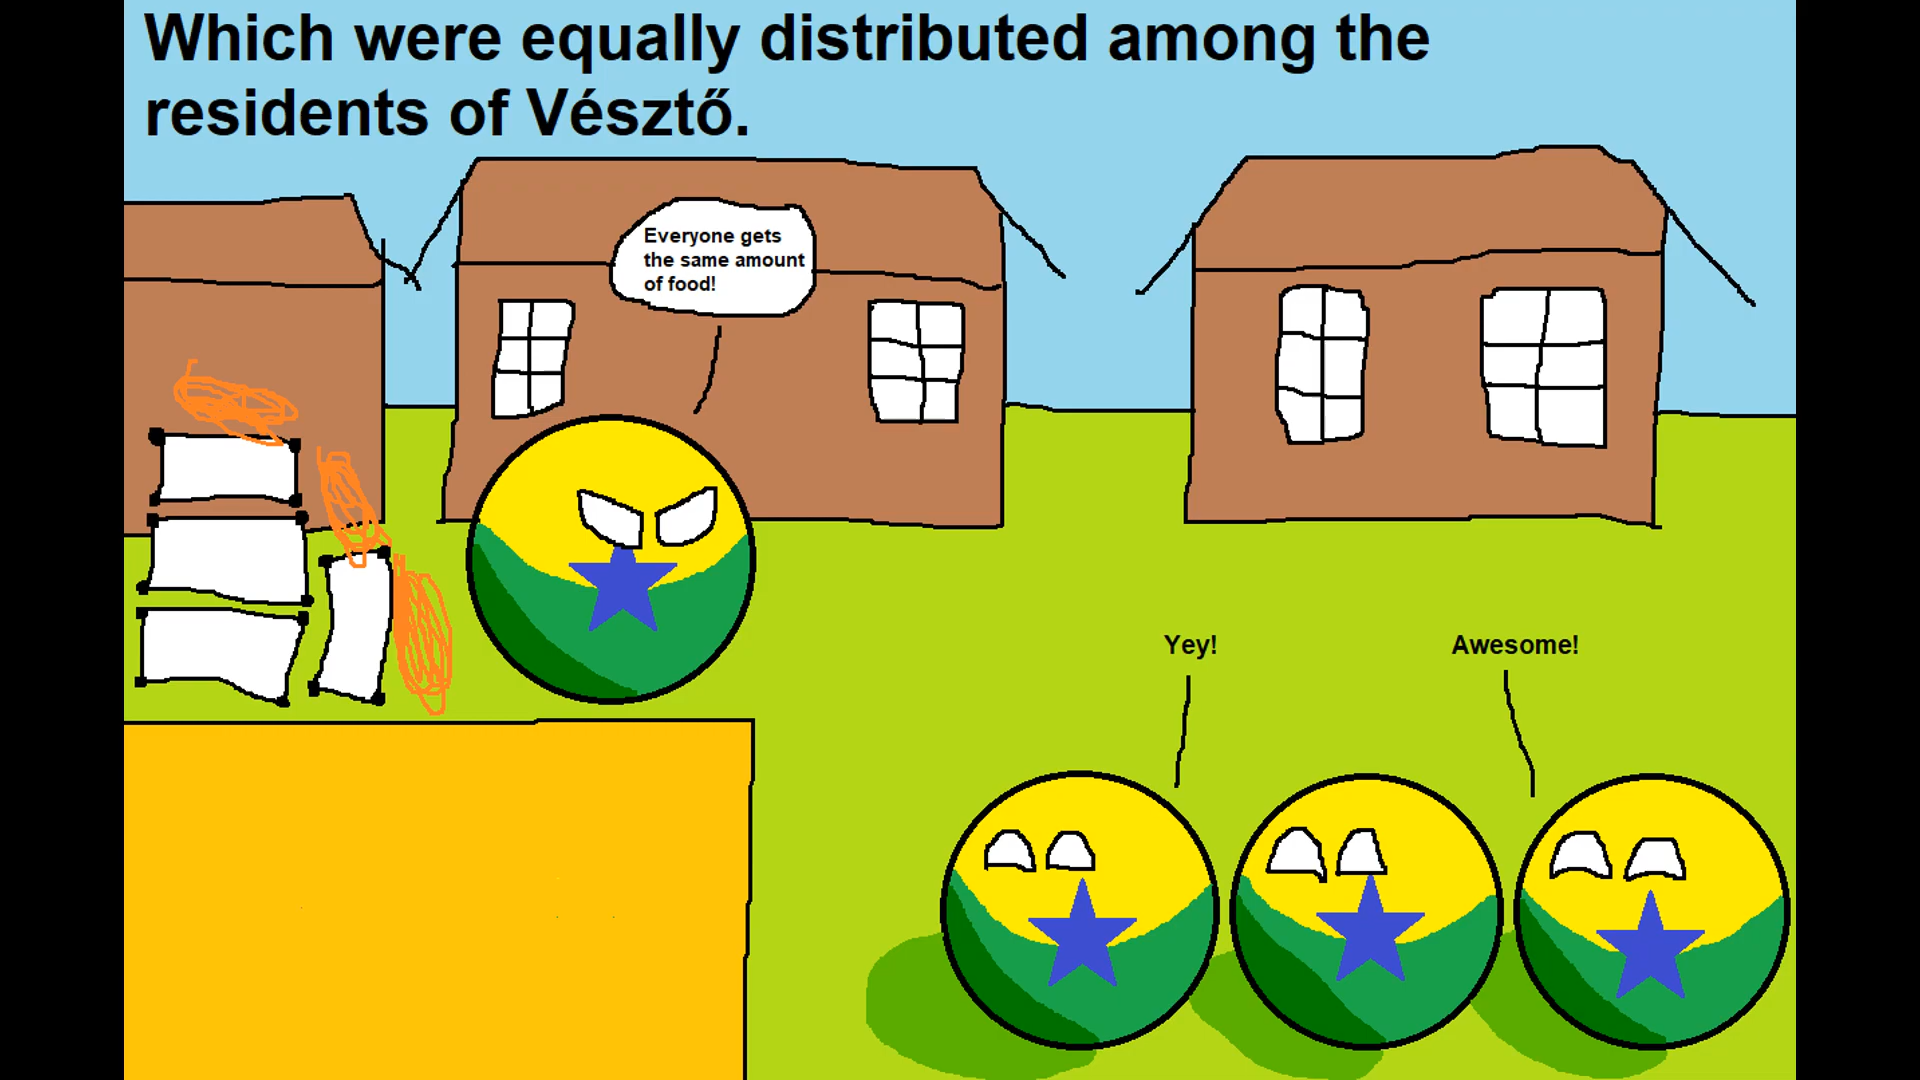 Which were equally distributed among the
residents of Vésztő.
Everyone gets
the same amount
of food!
Yey!
Awesome!